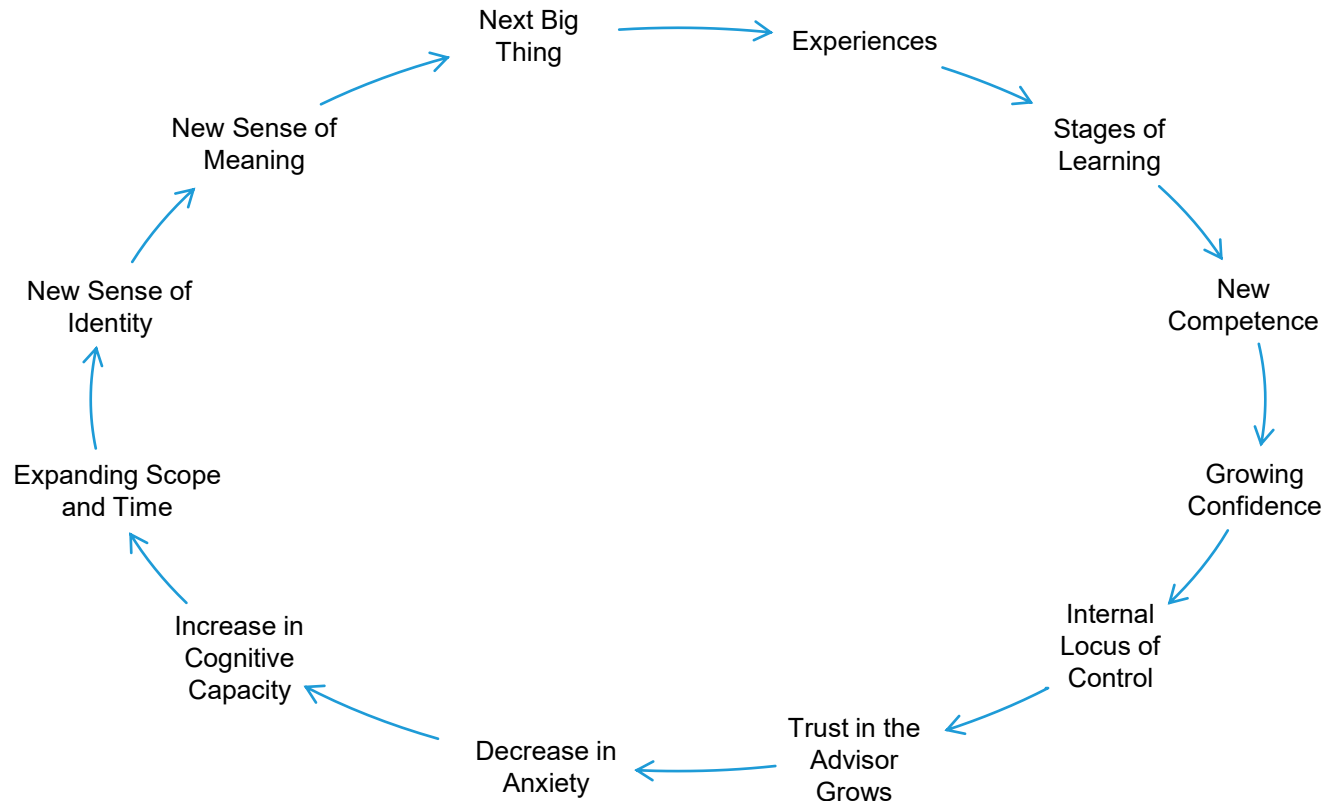 Next Big
Thing
Experiences
Stages of
Learning
New
Competence
Growing
Confidence
Internal
Locus of
Control
Trust in the
Advisor
Grows
Decrease in
Anxiety
Increase in
Cognitive
Capacity
Expanding Scope
and Time
New Sense of
Identity
New Sense of
Meaning